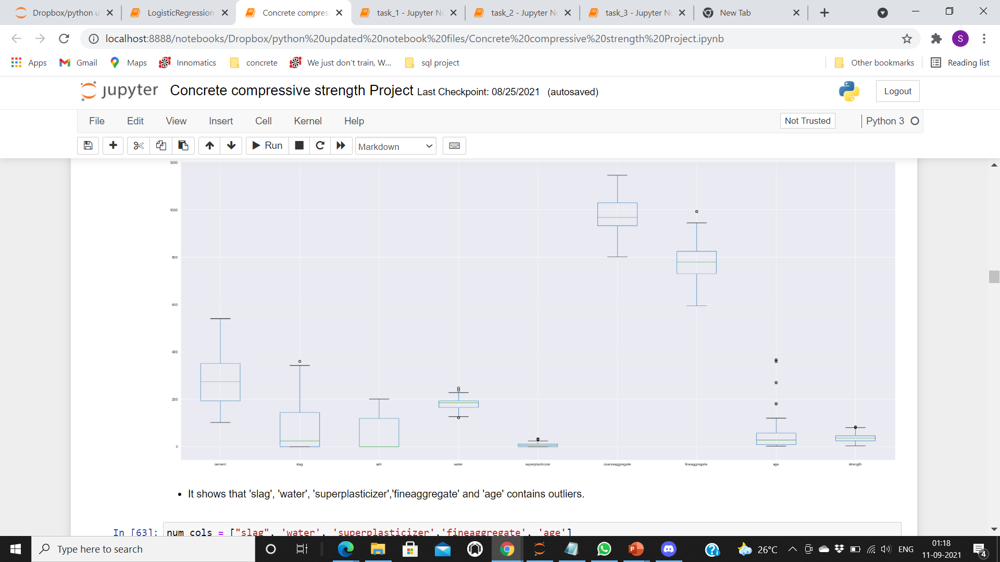 Dropbox/python u
LogisticRegression
Concrete compres
task_1 - Jupyter No
task_2 - Jupyter No
task_3 - Jupyter No
New Tab
localhost:8888/notebooks/Dropbox/python%20updated%20notebook%20files/Concrete%20compressive%20strength%20Project.ipynb
S
Apps
Gmail
Maps
Innomatics
concrete
We just don't train, W...
sql project
Other bookmarks
Reading list
jupyter
Concrete compressive strength Project Last Checkpoint: 08/25/2021 (autosaved)
Logout
File
Edit
View
Insert
Cell
Kernel
Help
Not Trusted
Python 3
Run
Markdown
1200
1000
800
600
400
200
0
cement
slag
ash
water
superplasticizer
coarseaggregate
fineaggregate
age
strength
• It shows that 'slag', 'water', 'superplasticizer','fineaggregate' and 'age' contains outliers.
In [63]: num_cols = ["slag", 'water', 'superplasticizer','fineaggregate', 'age']
Type here to search
26°C
ENG
01:18
11-09-2021
4